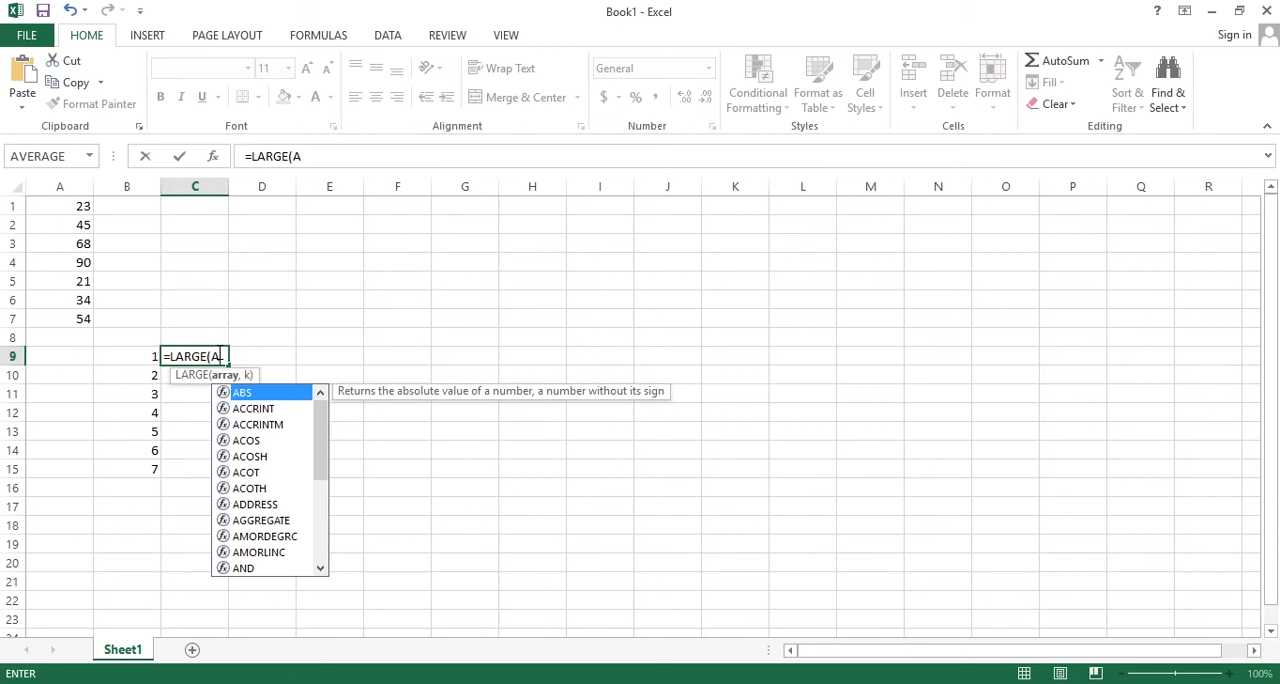 Book1 - Excel
?
FILE HOME INSERT PAGE LAYOUT FORMULAS DATA REVIEW VIEW Sign in
Paste
Cut
Copy
Format Painter
Clipboard
11 A A
B I U A
Font
Wrap Text
Merge & Center
Alignment
General
$ % ,
Number
Conditional Formatting
Format as Table
Cell Styles
Styles
Insert
Delete
Format
Cells
AutoSum
Fill
Clear
Sort & Filter
Find & Select
Editing
AVERAGE fx =LARGE(A
A B C D E F G H I J K L M N O P Q R
1 23
2 45
3 68
4 90
5 21
6 34
7 54
8
9 1 =LARGE(A
10 2
LARGE(array, k)
11 3
12 4
13 5
14 6
15 7
16
17
18
19
20
21
22
23
24
ABS Returns the absolute value of a number, a number without its sign
ACCRINT
ACCRINTM
ACOS
ACOSH
ACOT
ACOTH
ADDRESS
AGGREGATE
AMORDEGRC
AMORLINC
AND
Sheet1
ENTER 100%